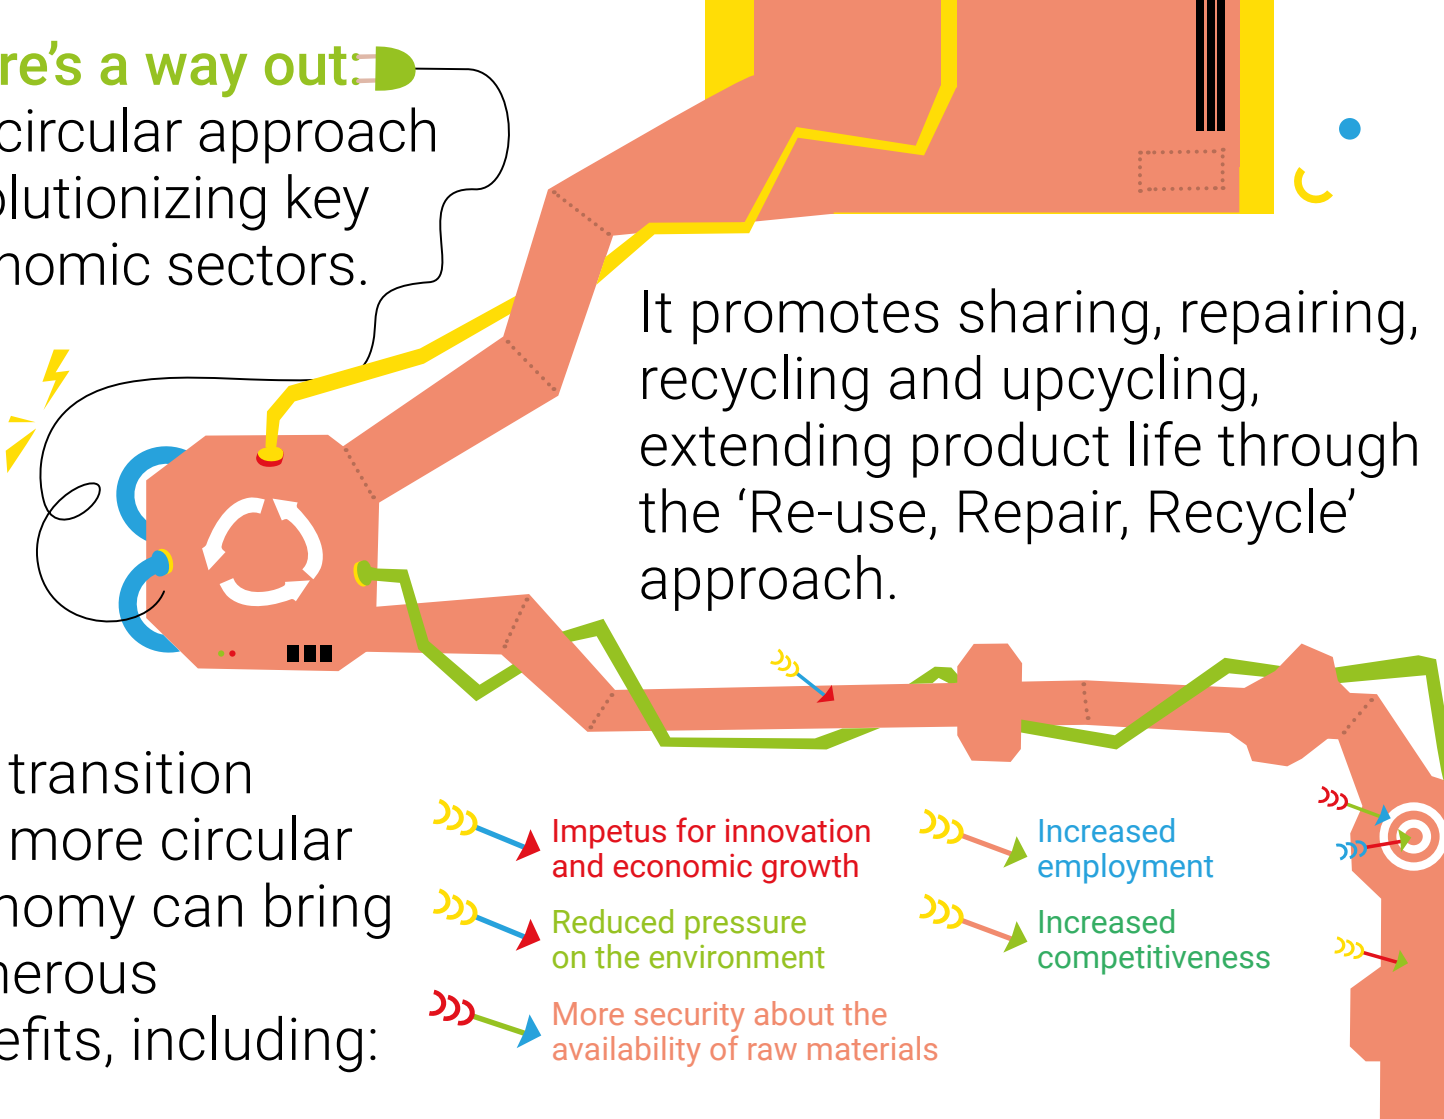 re's a way out:
circular approach
olutionizing key
nomic sectors.
It promotes sharing, repairing,
recycling and upcycling,
extending product life through
the ‘Re-use, Repair, Recycle’
approach.
transition
more circular
nomy can bring
nerous
efits, including:
Impetus for innovation
and economic growth
Reduced pressure
on the environment
More security about the
availability of raw materials
Increased
employment
Increased
competitiveness